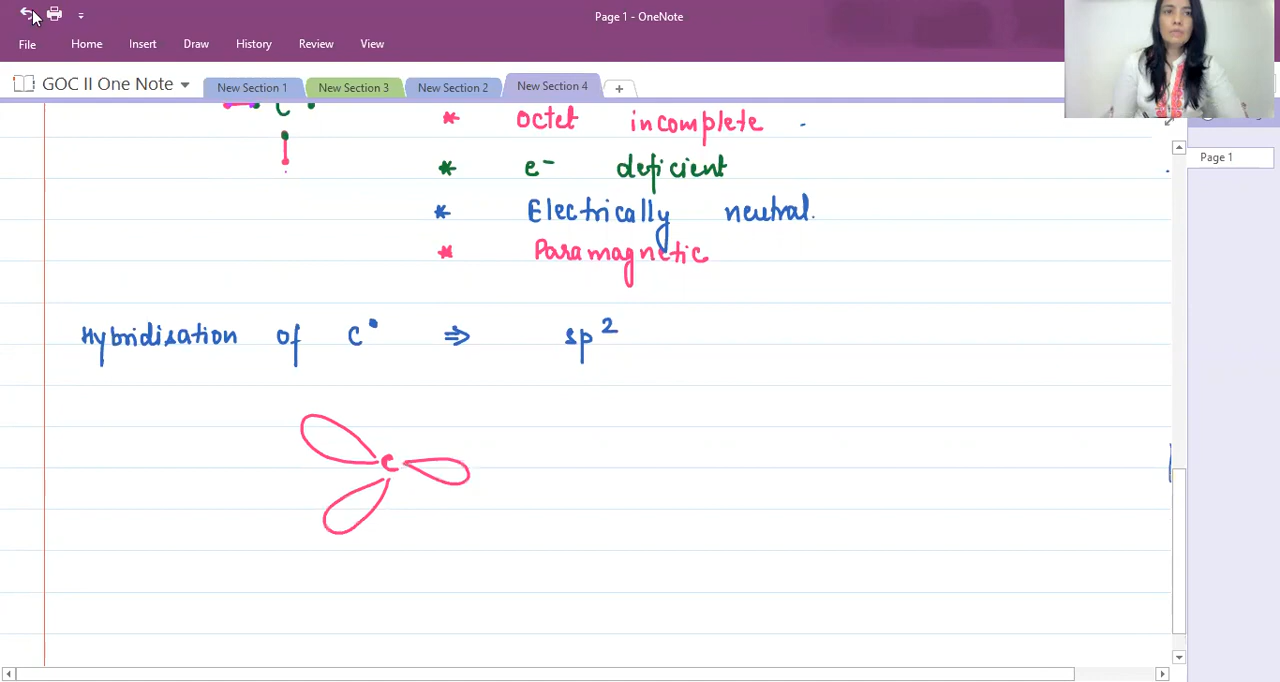 Page 1 - OneNote
File Home Insert Draw History Review View
GOC II One Note New Section 1 New Section 3 New Section 2 New Section 4 +
Page 1
C
* Octet incomplete
* e⁻ deficient
* Electrically neutral.
* Paramagnetic
Hybridisation of C• ⇒ sp²
C